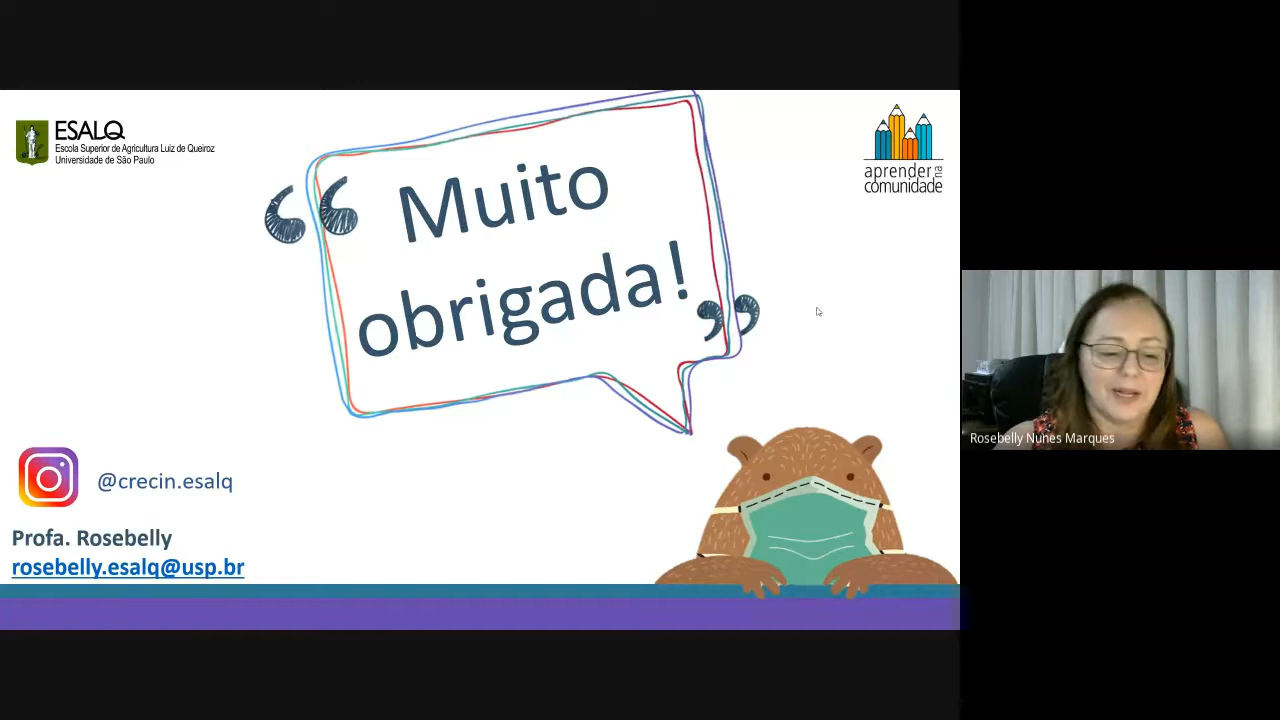 ESALQ
Escola Superior de Agricultura Luiz de Queiroz
Universidade de São Paulo
aprender na
comunidade
“ Muito
obrigada! ”
@crecin.esalq
Profa. Rosebelly
rosebelly.esalq@usp.br
Rosebelly Nunes Marques